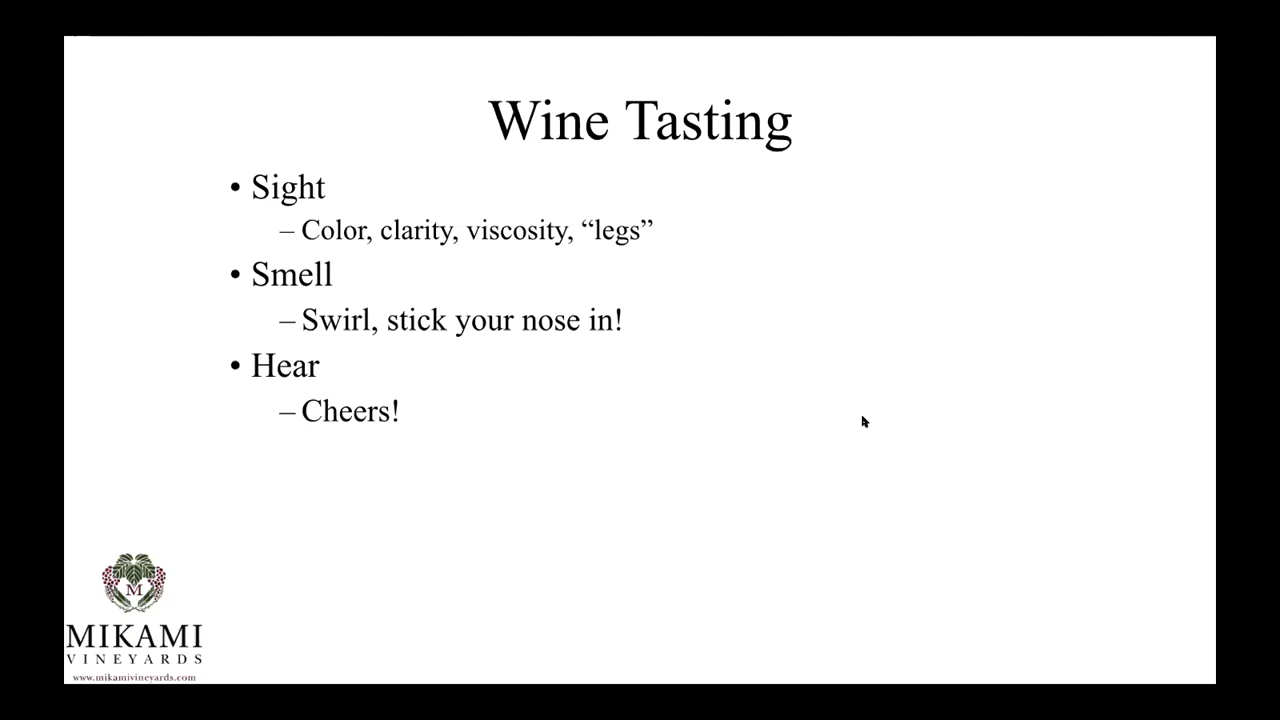 Wine Tasting
• Sight
– Color, clarity, viscosity, “legs”
• Smell
– Swirl, stick your nose in!
• Hear
– Cheers!
M
MIKAMI
VINEYARDS
www.mikamivineyards.com